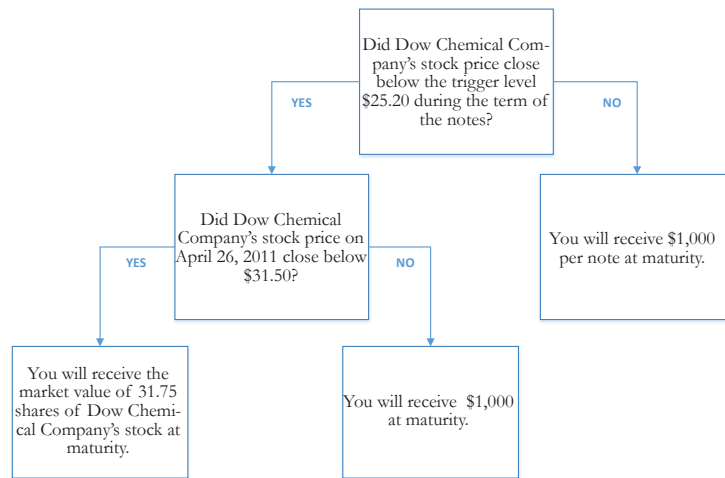 Did Dow Chemical Com-
pany's stock price close
below the trigger level
$25.20 during the term of
the notes?
YES
NO
Did Dow Chemical
Company's stock price on
April 26, 2011 close below
$31.50?
You will receive $1,000
per note at maturity.
YES
NO
You will receive the
market value of 31.75
shares of Dow Chemi-
cal Company's stock at
maturity.
You will receive $1,000
at maturity.